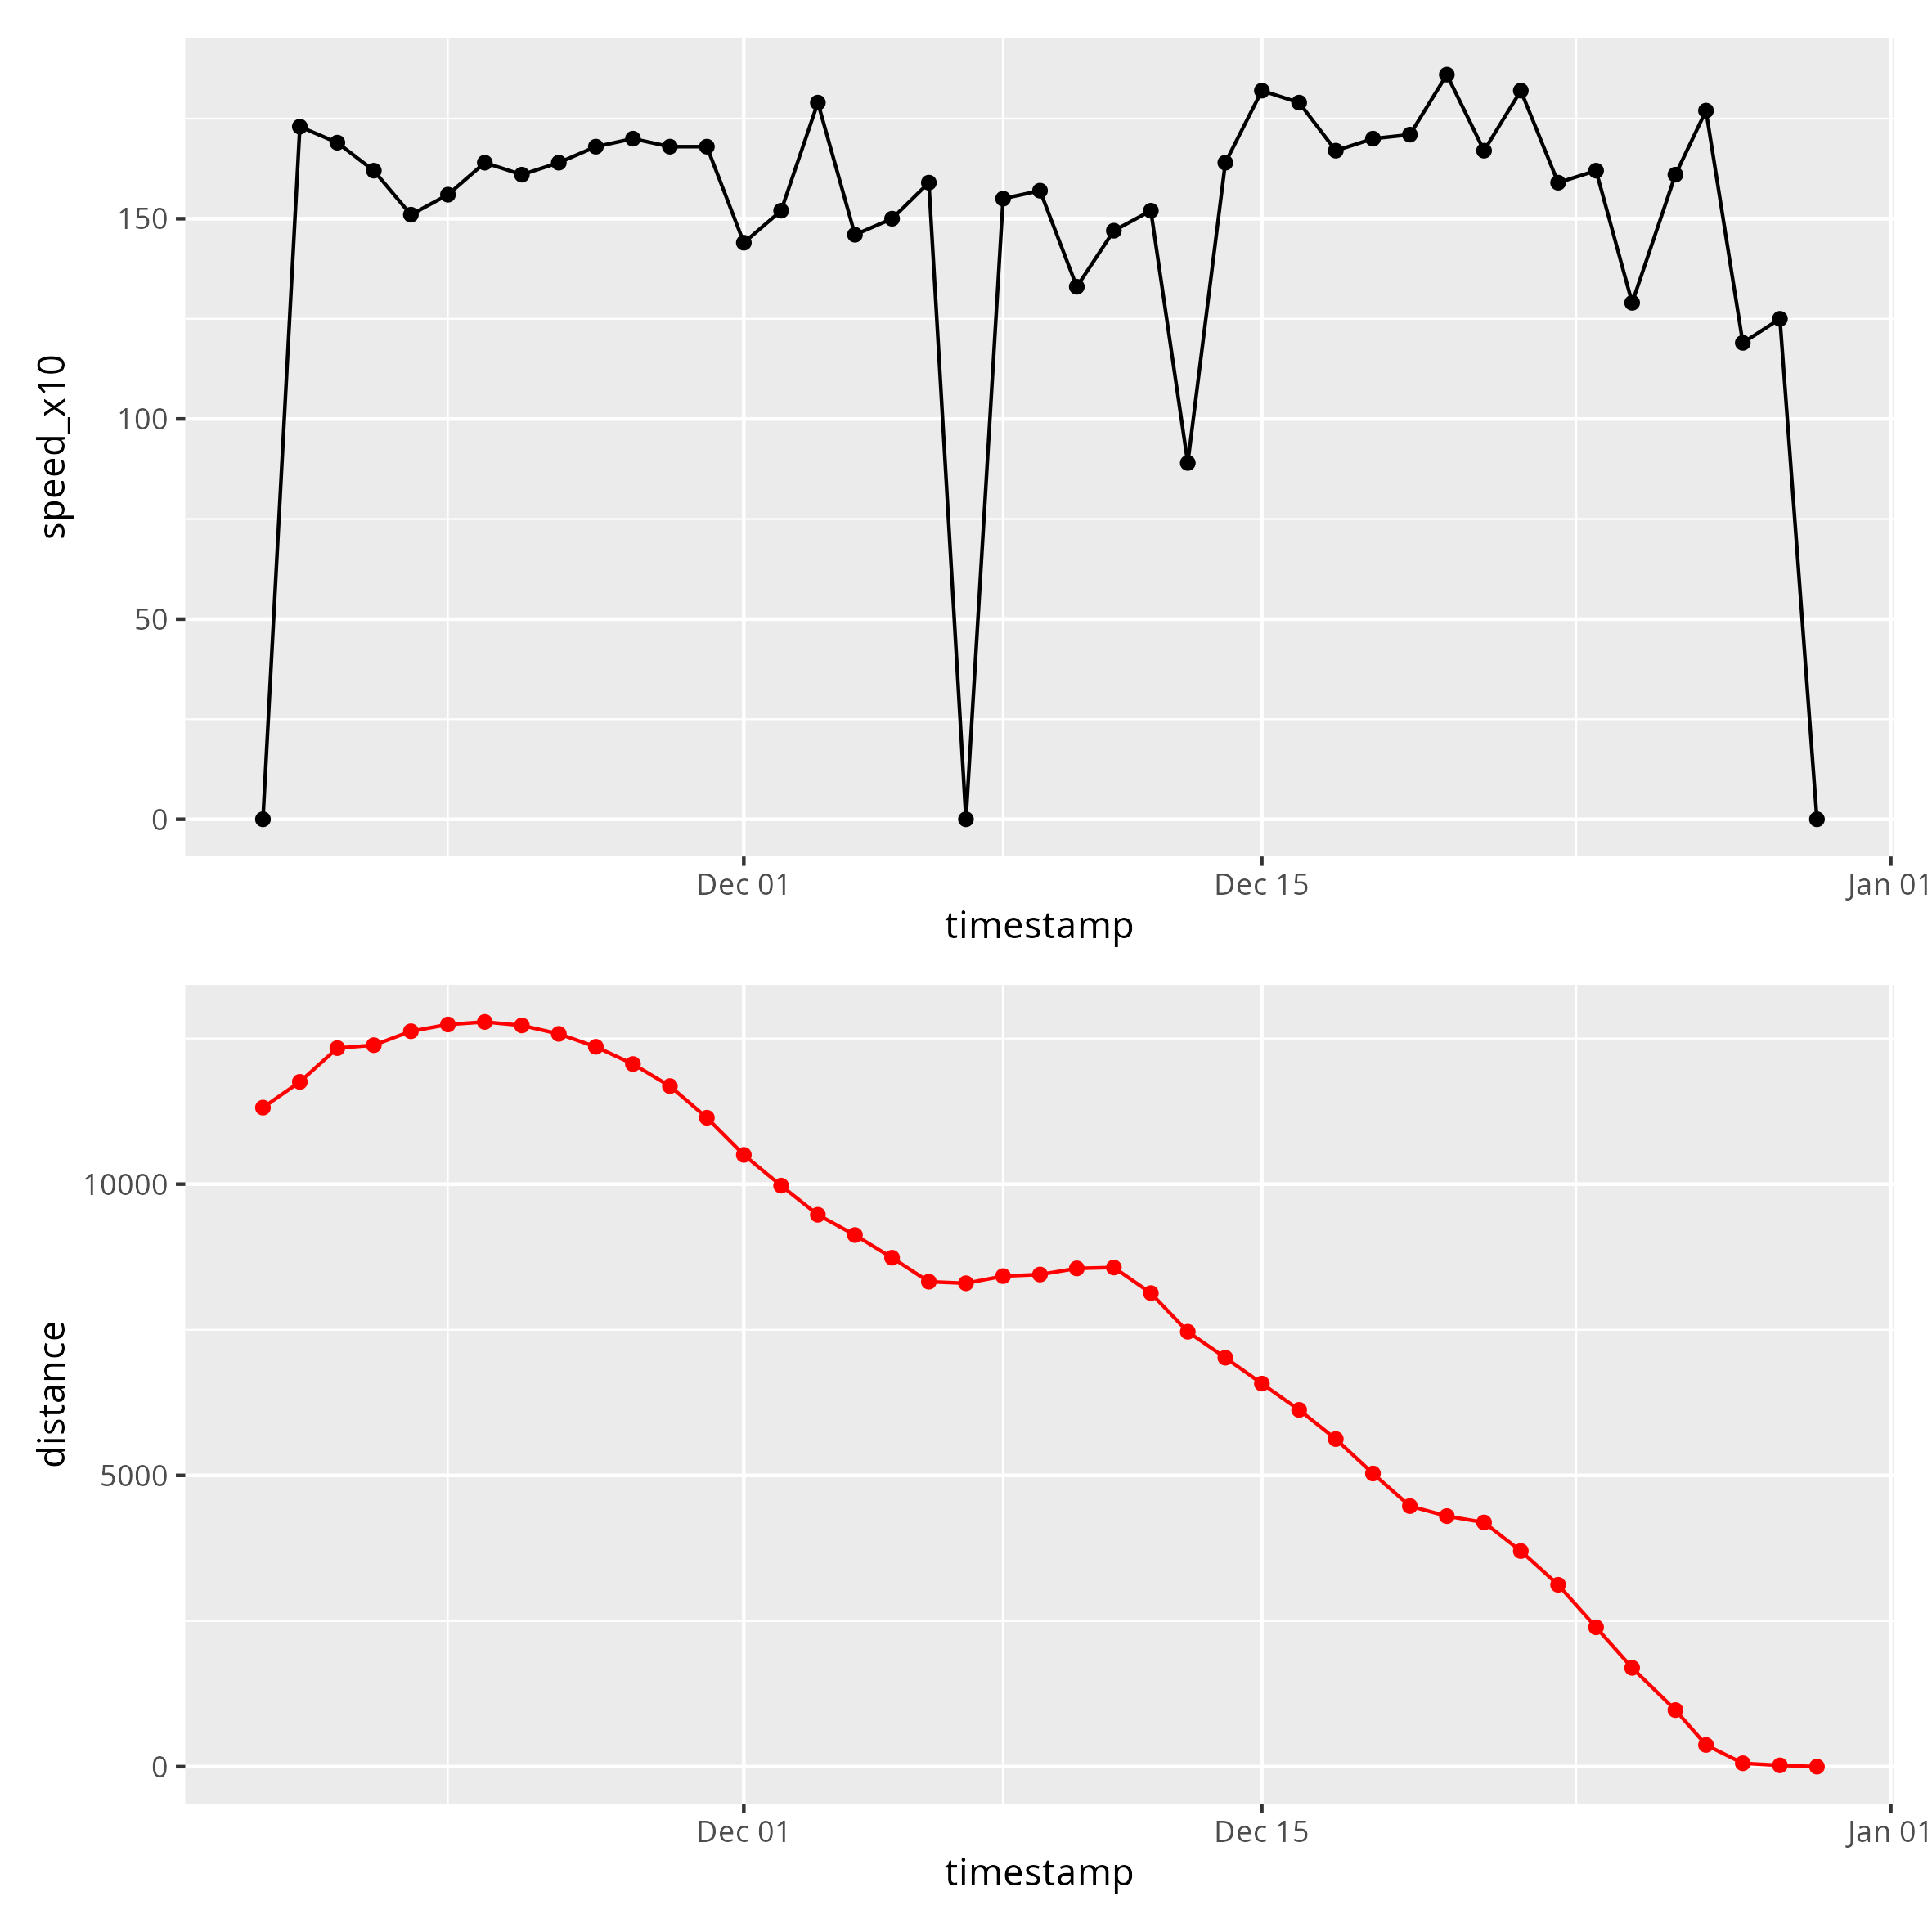 speed_x10
150
100
50
0
Dec 01
Dec 15
Jan 01
timestamp
distance
10000
5000
0
Dec 01
Dec 15
Jan 01
timestamp